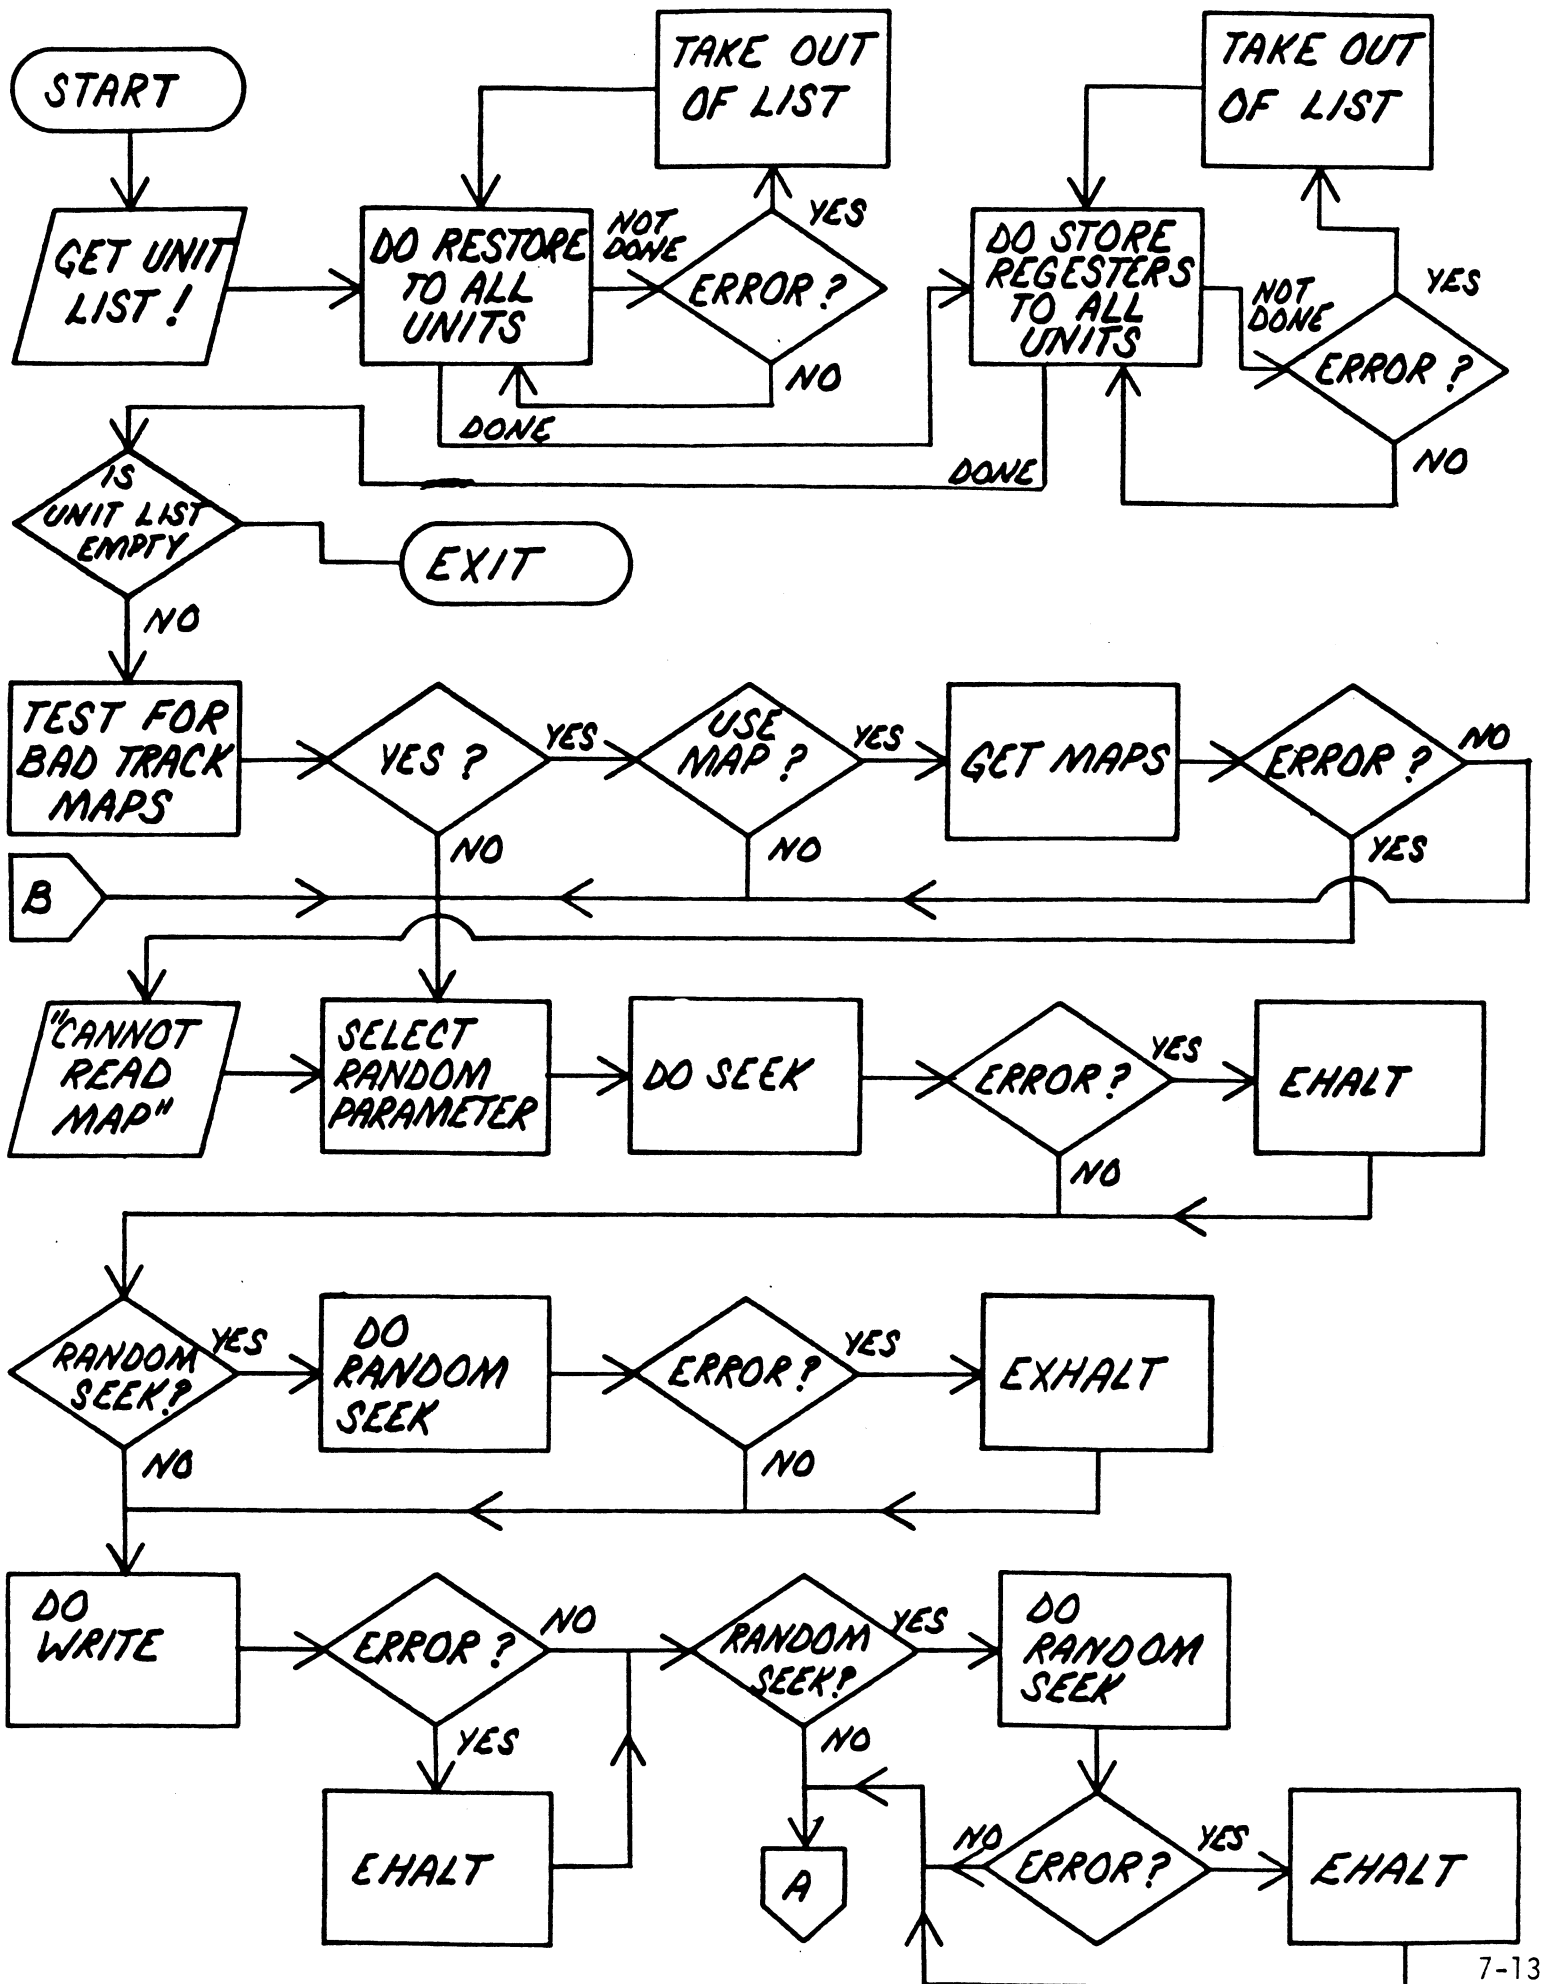 START
TAKE OUT
OF LIST
TAKE OUT
OF LIST
GET UNIT
LIST!
DO RESTORE
TO ALL
UNITS
NOT
DONE
YES
ERROR?
NO
DONE
DO STORE
REGESTERS
TO ALL
UNITS
NOT
DONE
YES
ERROR?
NO
DONE
IS
UNIT LIST
EMPTY
EXIT
NO
TEST FOR
BAD TRACK
MAPS
YES?
YES
NO
USE
MAP?
YES
NO
GET MAPS
ERROR?
NO
YES
B
"CANNOT
READ
MAP"
SELECT
RANDOM
PARAMETER
DO SEEK
ERROR?
YES
NO
EHALT
RANDOM
SEEK?
YES
NO
DO
RANDOM
SEEK
ERROR?
YES
NO
EXHALT
DO
WRITE
ERROR?
NO
YES
EHALT
RANDOM
SEEK?
YES
NO
DO
RANDOM
SEEK
A
NO
ERROR?
YES
EHALT
7-13